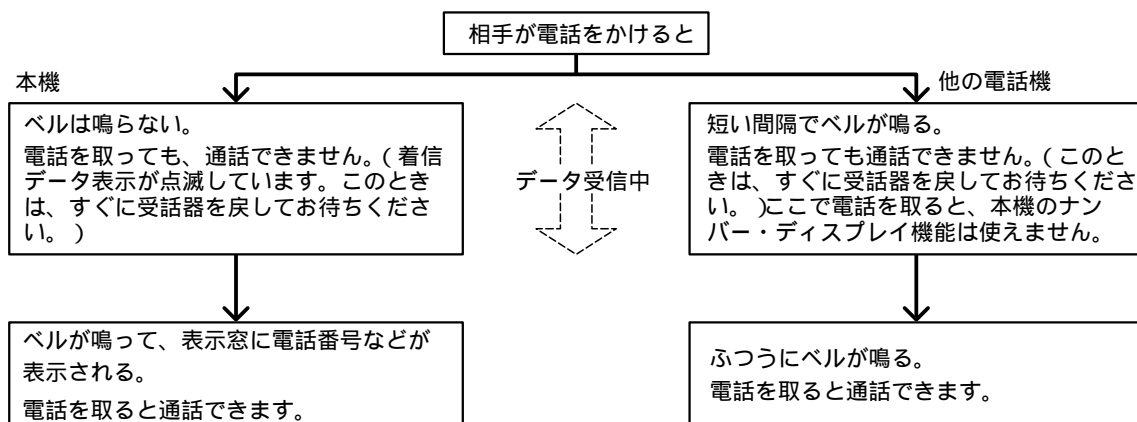 相手が電話をかけると
本機
他の電話機
ベルは鳴らない。
電話を取っても、通話できません。(着信
データ表示が点滅しています。このとき
は、すぐに受話器を戻してお待ちくださ
い。)
データ受信中
短い間隔でベルが鳴る。
電話を取っても通話できません。(このと
きは、すぐに受話器を戻してお待ちくださ
い。)ここで電話を取ると、本機のナン
バー・ディスプレイ機能は使えません。
ベルが鳴って、表示窓に電話番号などが
表示される。
電話を取ると通話できます。
ふつうにベルが鳴る。
電話を取ると通話できます。